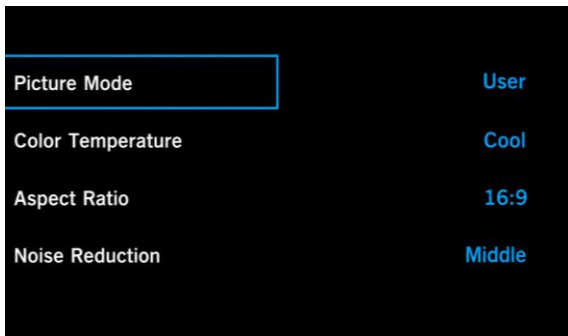 Picture Mode User
Color Temperature Cool
Aspect Ratio 16:9
Noise Reduction Middle